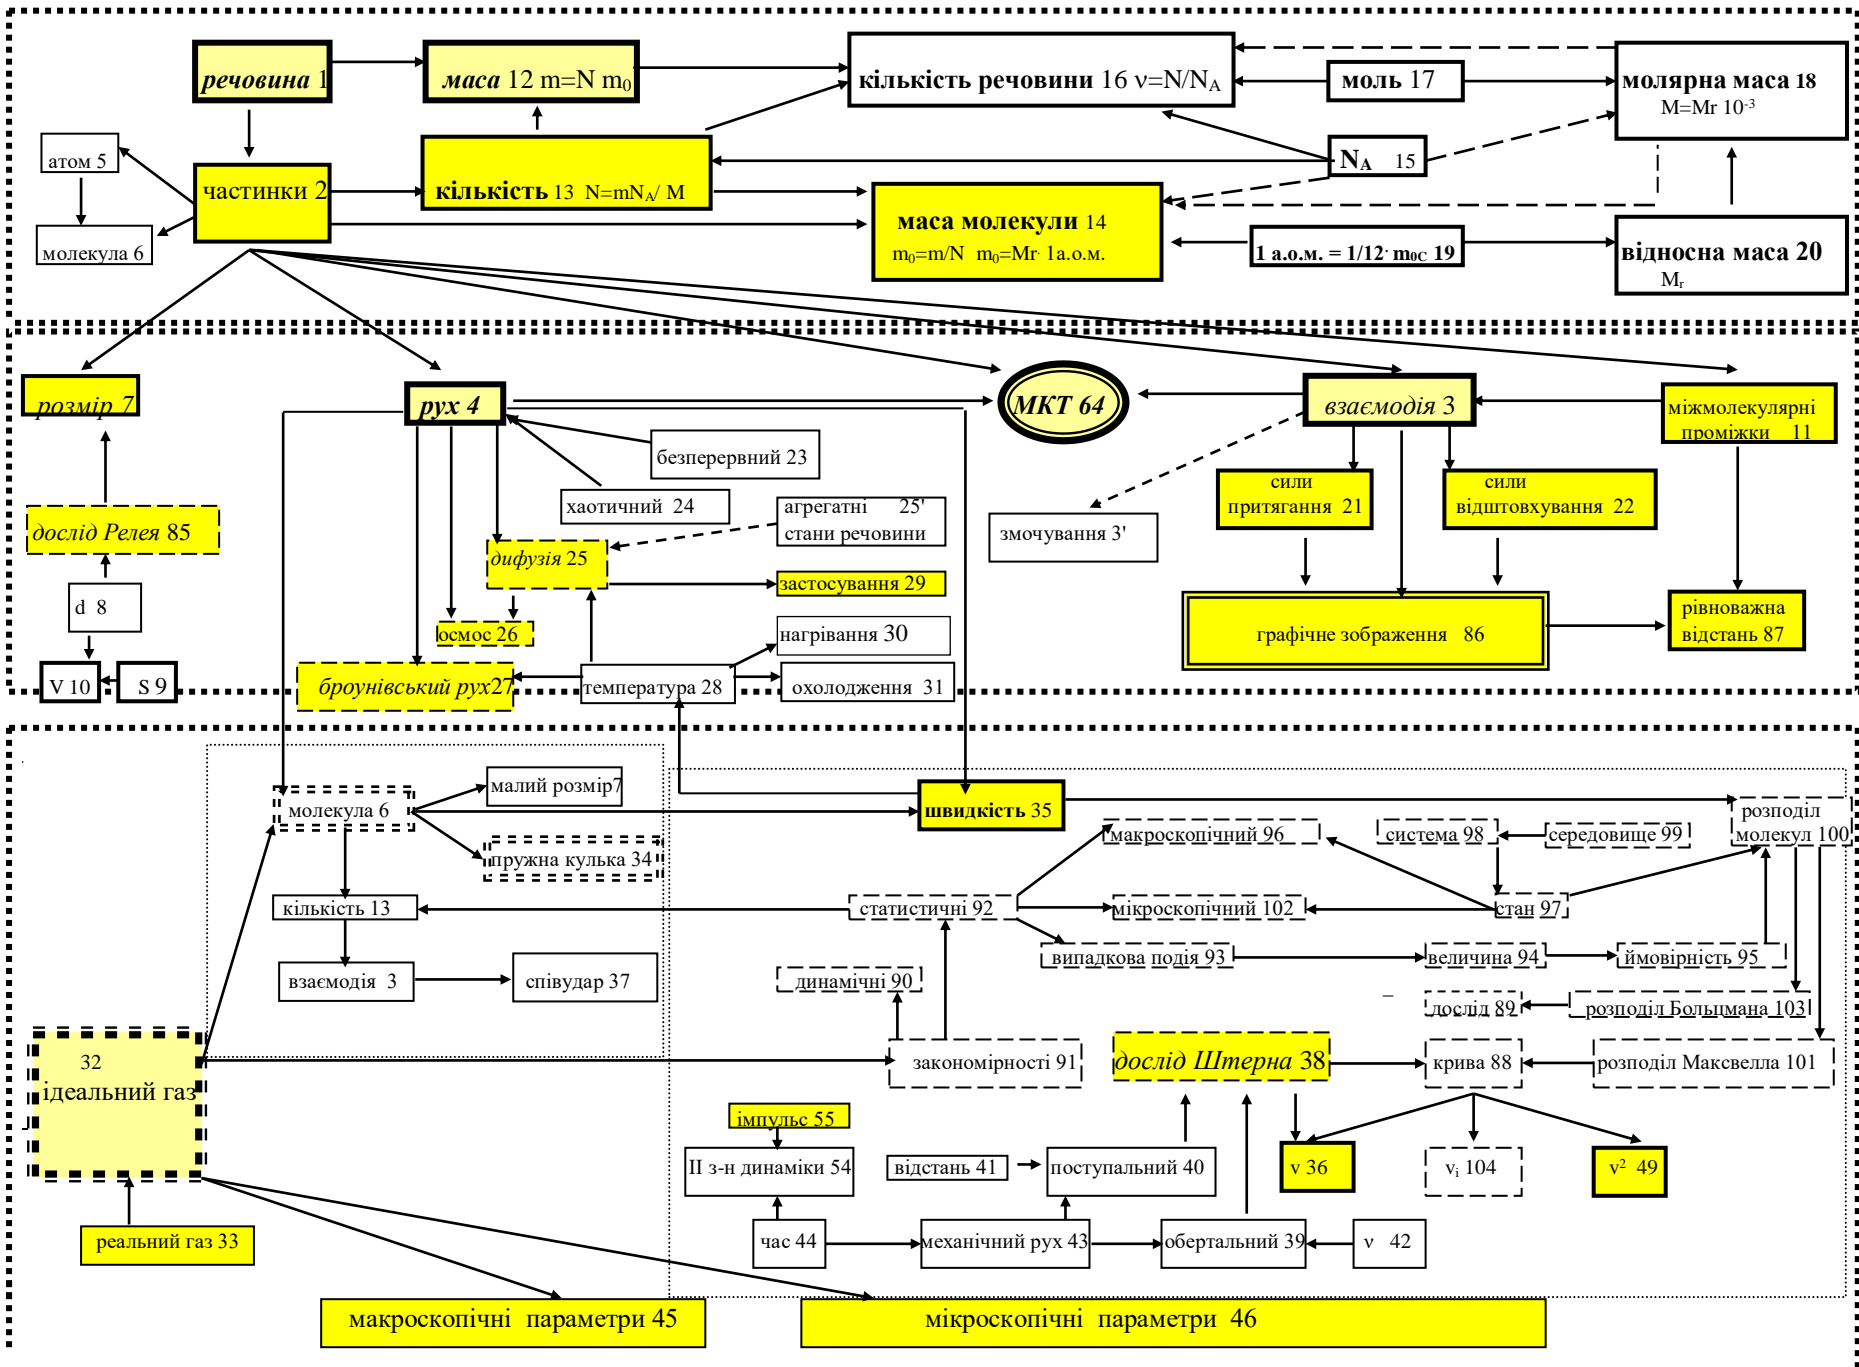 речовина 1
маса 12 m=N m₀
кількість речовини 16 ν=N/N_A
моль 17
молярна маса 18
M=Mr 10⁻³
атом 5
частинки 2
кількість 13 N=mN_A/ M
N_A 15
маса молекули 14
m₀=m/N m₀=Mr· 1а.о.м.
молекула 6
1 а.о.м. = 1/12· m₀C 19
відносна маса 20
Mᵣ
розмір 7
рух 4
МКТ 64
взаємодія 3
міжмолекулярні
проміжки 11
безперервний 23
хаотичний 24
агрегатні 25'
стани речовини
змочування 3'
сили
притягання 21
сили
відштовхування 22
дослід Релея 85
дифузія 25
застосування 29
d 8
осмос 26
нагрівання 30
графічне зображення 86
рівноважна
відстань 87
V 10
S 9
броунівський рух27
температура 28
охолодження 31
молекула 6
малий розмір7
швидкість 35
розподіл
молекул 100
макроскопічний 96
система 98
середовище 99
пружна кулька 34
кількість 13
статистичні 92
мікроскопічний 102
стан 97
випадкова подія 93
величина 94
ймовірність 95
взаємодія 3
співудар 37
динамічні 90
дослід 89
розподіл Больцмана 103
32
ідеальний газ
закономірності 91
дослід Штерна 38
крива 88
розподіл Максвелла 101
імпульс 55
ІІ з-н динаміки 54
відстань 41
поступальний 40
v 36
vᵢ 104
v² 49
реальний газ 33
час 44
механічний рух 43
обертальний 39
ν 42
макроскопічні параметри 45
мікроскопічні параметри 46